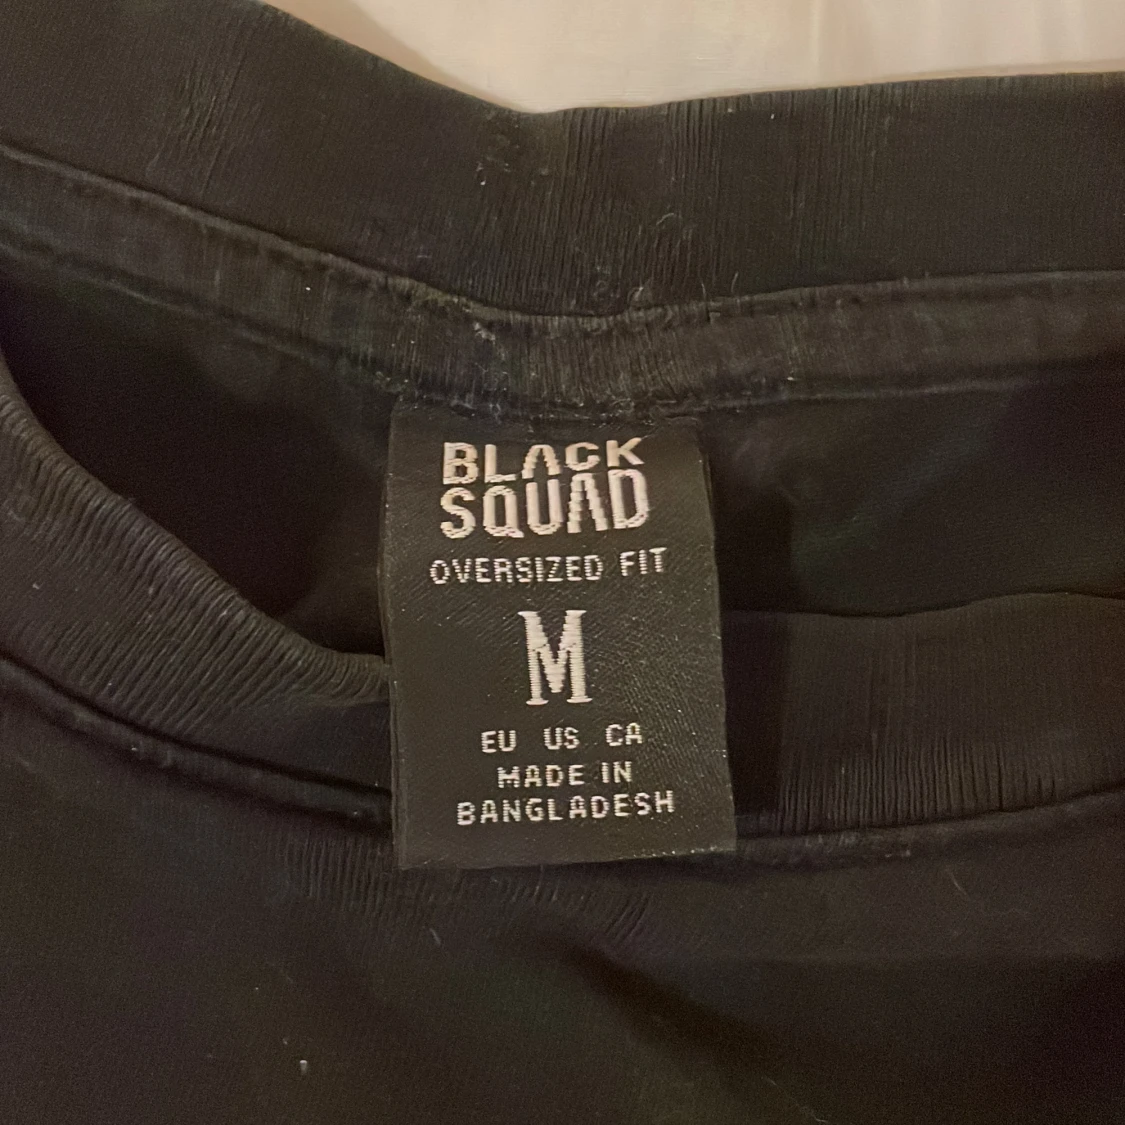 BLACK
SQUAD
OVERSIZED FIT
M
EU US CA
MADE IN
BANGLADESH